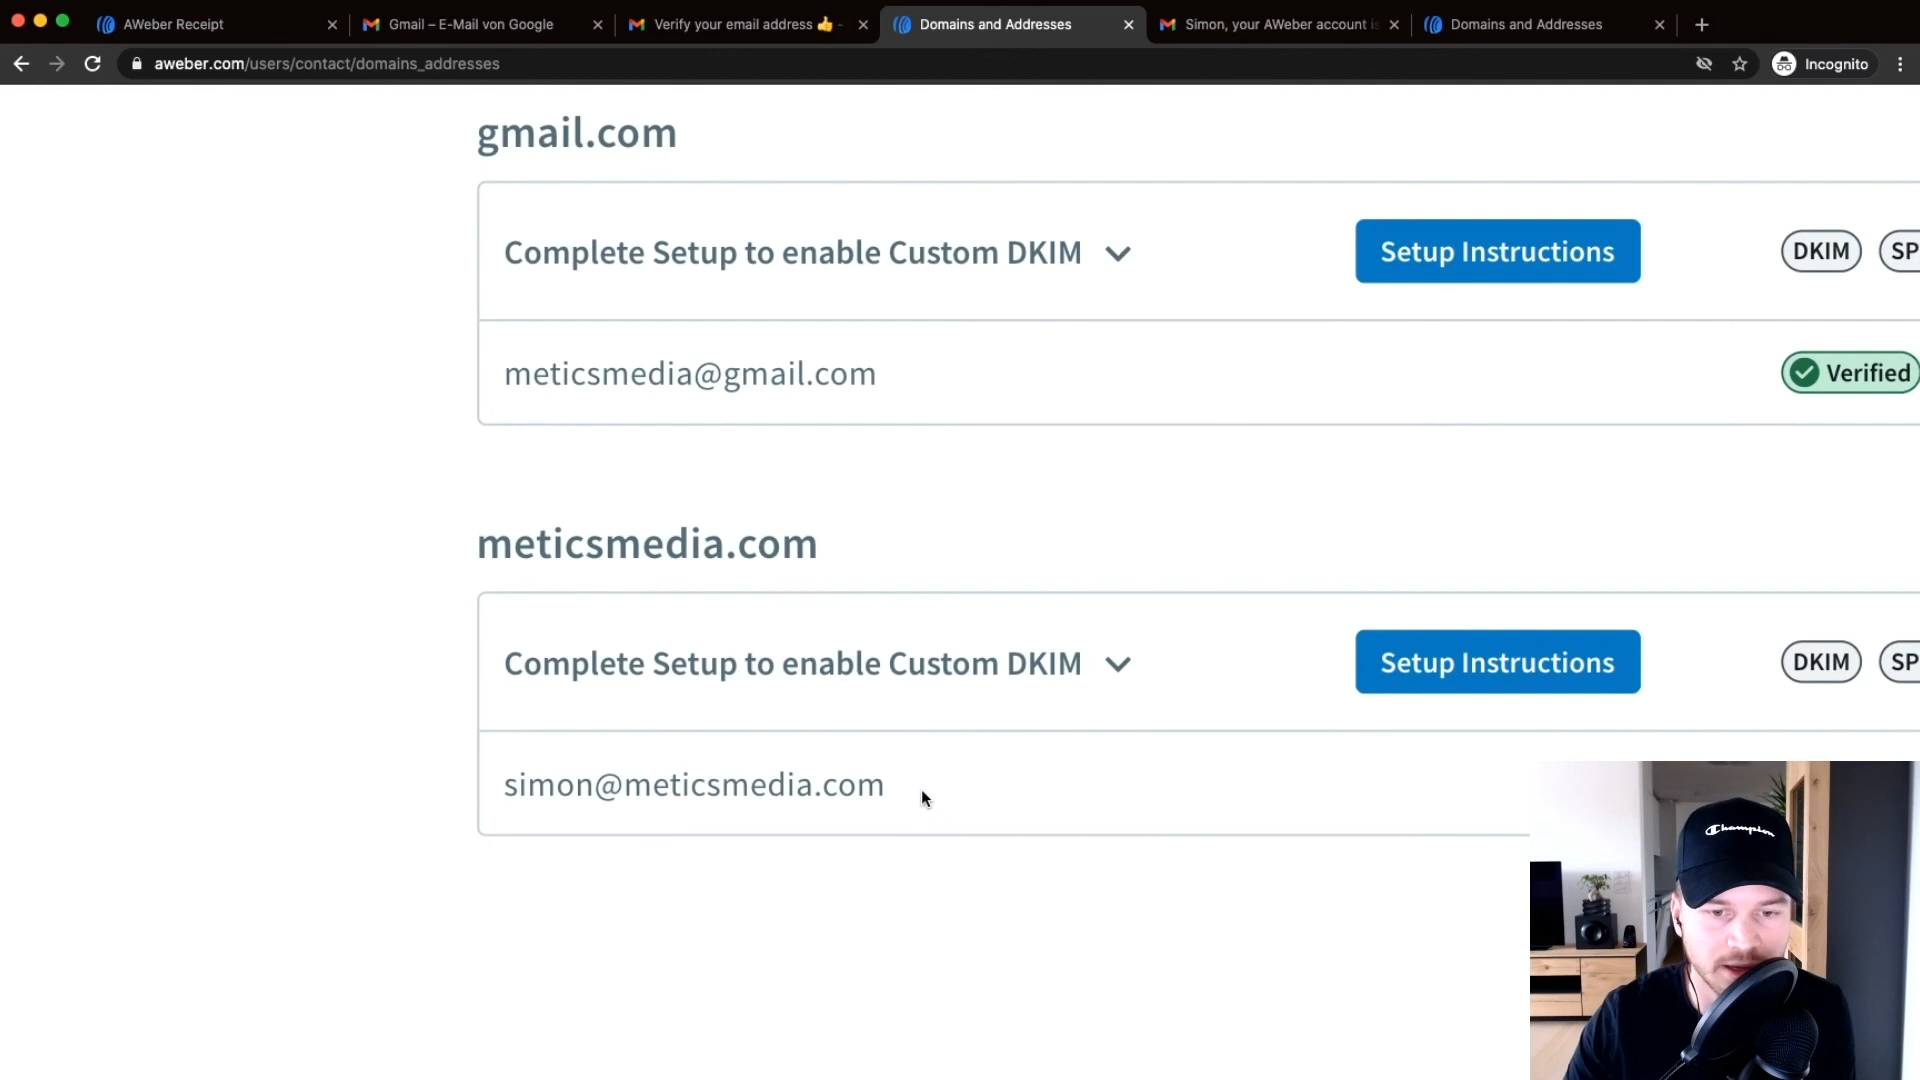 AWeber Receipt
Gmail – E-Mail von Google
Verify your email address 👍 -
Domains and Addresses
Simon, your AWeber account is
Domains and Addresses
aweber.com/users/contact/domains_addresses
Incognito
gmail.com
Complete Setup to enable Custom DKIM
Setup Instructions
DKIM
SP
meticsmedia@gmail.com
Verified
meticsmedia.com
Complete Setup to enable Custom DKIM
Setup Instructions
DKIM
SP
simon@meticsmedia.com
Champion